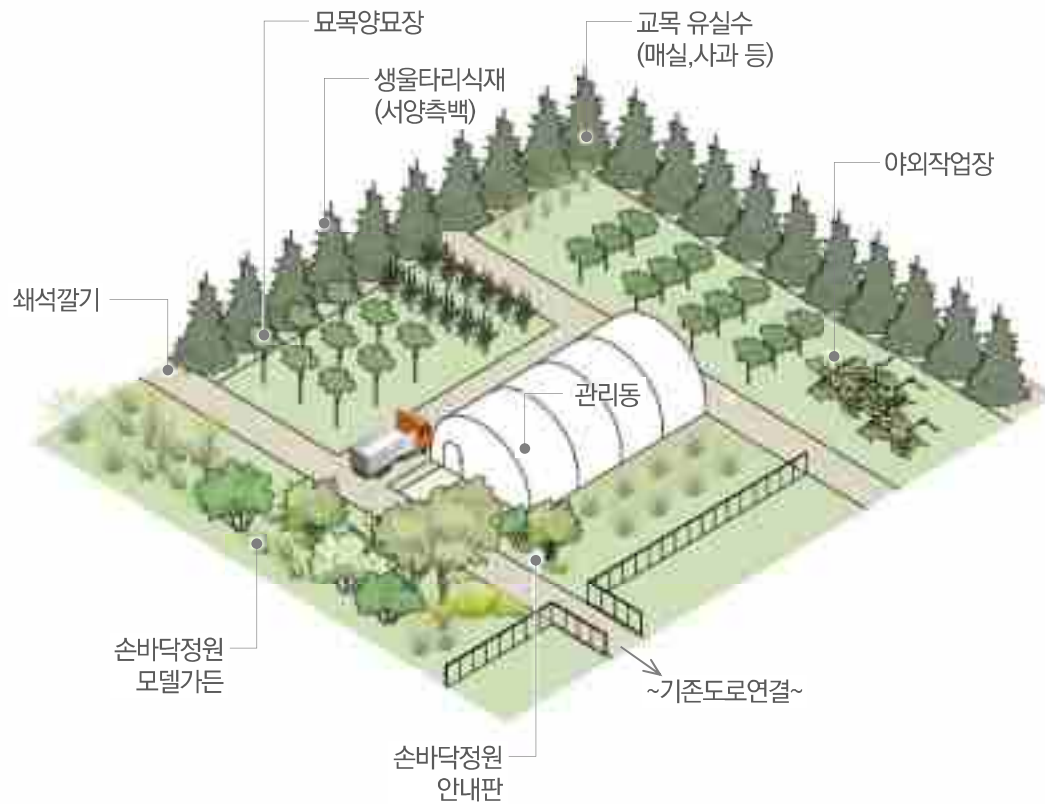 묘목양묘장
교목 유실수
(매실,사과 등)
생울타리식재
(서양측백)
야외작업장
쇄석깔기
관리동
손바닥정원
모델가든
~기존도로연결~
손바닥정원
안내판